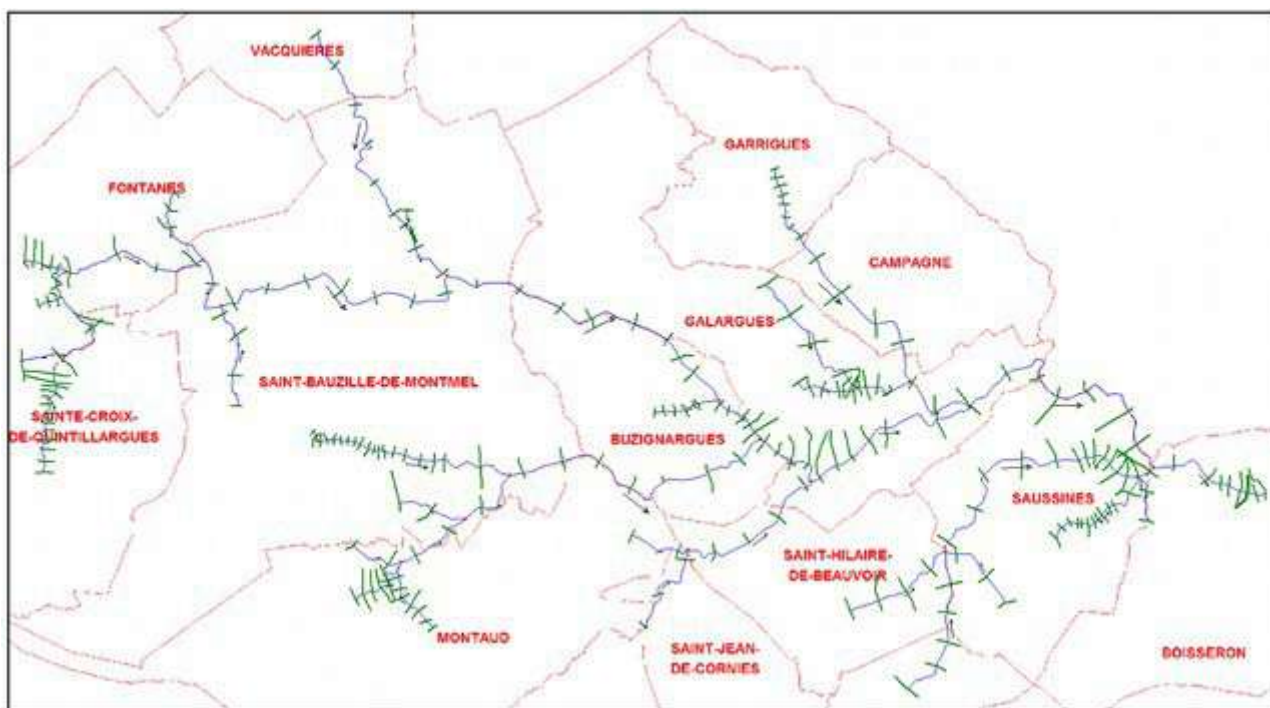 VACQUIERES
GARRIGUES
FONTANES
CAMPAGNE
GALARGUES
SAINT-BAUZILLE-DE-MONTMEL
SAINTE-CROIX-
DE-QUINTILLARGUES
BUZIGNARGUES
SAUSSINES
SAINT-HILAIRE-
DE-BEAUVOIR
MONTAUD
SAINT-JEAN-
DE-CORNIES
BOISSERON